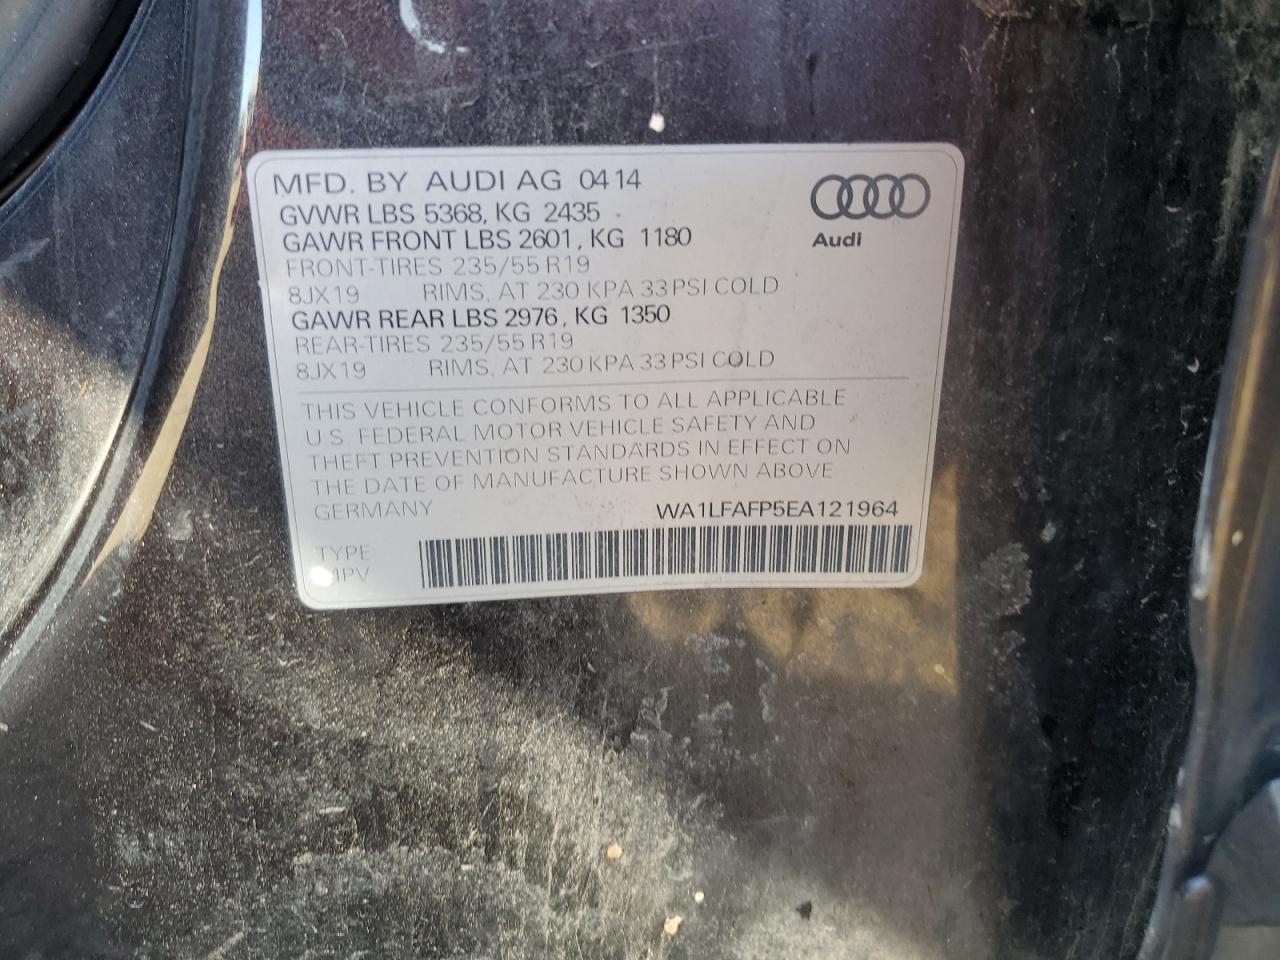 MFD. BY AUDI AG 0414
GVWR LBS 5368, KG 2435
GAWR FRONT LBS 2601, KG 1180
FRONT-TIRES 235/55 R19
8JX19 RIMS, AT 230 KPA 33 PSI COLD
GAWR REAR LBS 2976, KG 1350
REAR-TIRES 235/55 R19
8JX19 RIMS, AT 230 KPA 33 PSI COLD
Audi
THIS VEHICLE CONFORMS TO ALL APPLICABLE
U.S. FEDERAL MOTOR VEHICLE SAFETY AND
THEFT PREVENTION STANDARDS IN EFFECT ON
THE DATE OF MANUFACTURE SHOWN ABOVE
GERMANY WA1LFAFP5EA121964
TYPE
MPV